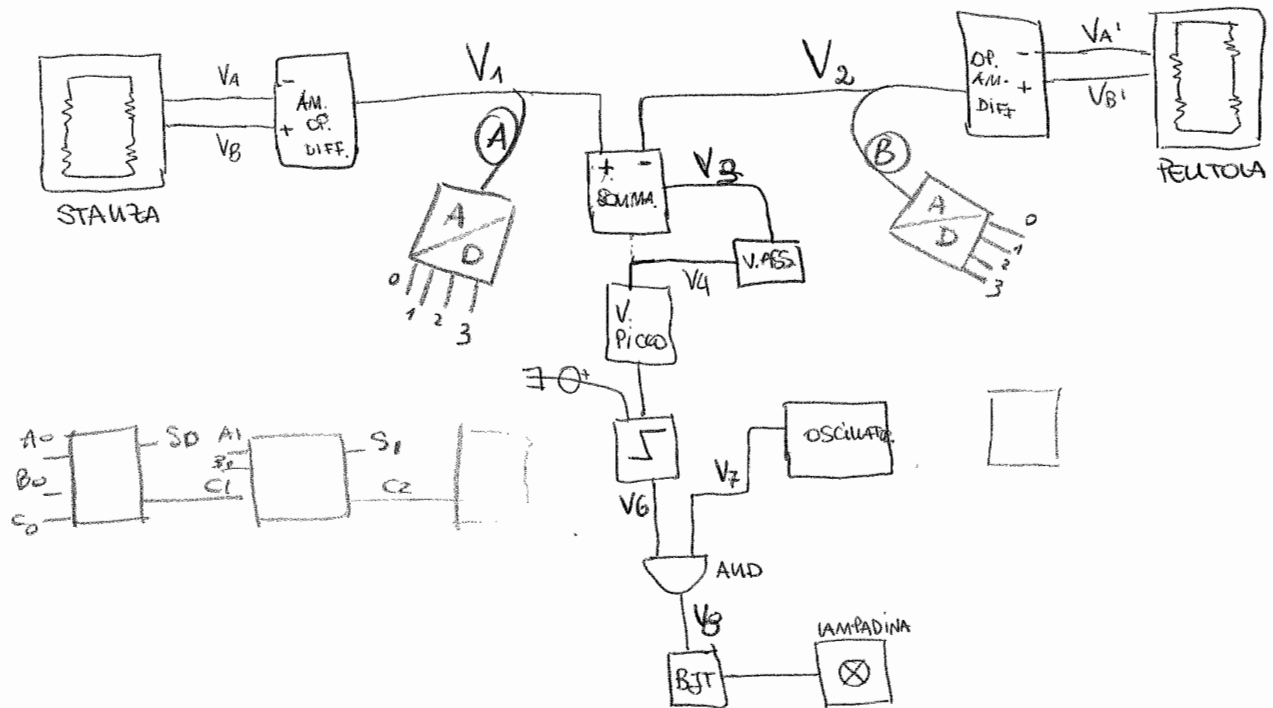 VA
-
AM.
OP.
DIFF.
+
VB
STANZA
V1
A
A
D
0
1
2
3
V2
B
A
D
0
1
2
3
OP.
AM.
DIFF
-
+
VA'
VB'
PENTOLA
+ -
SOMMA.
V3
V.ASS.
V4
V.
PICCO
+
V6
V7
OSCILLATOR.
AND
V8
BJT
LAMPADINA
A0
B0
C0
S0
A1
B1
C1
S1
C2